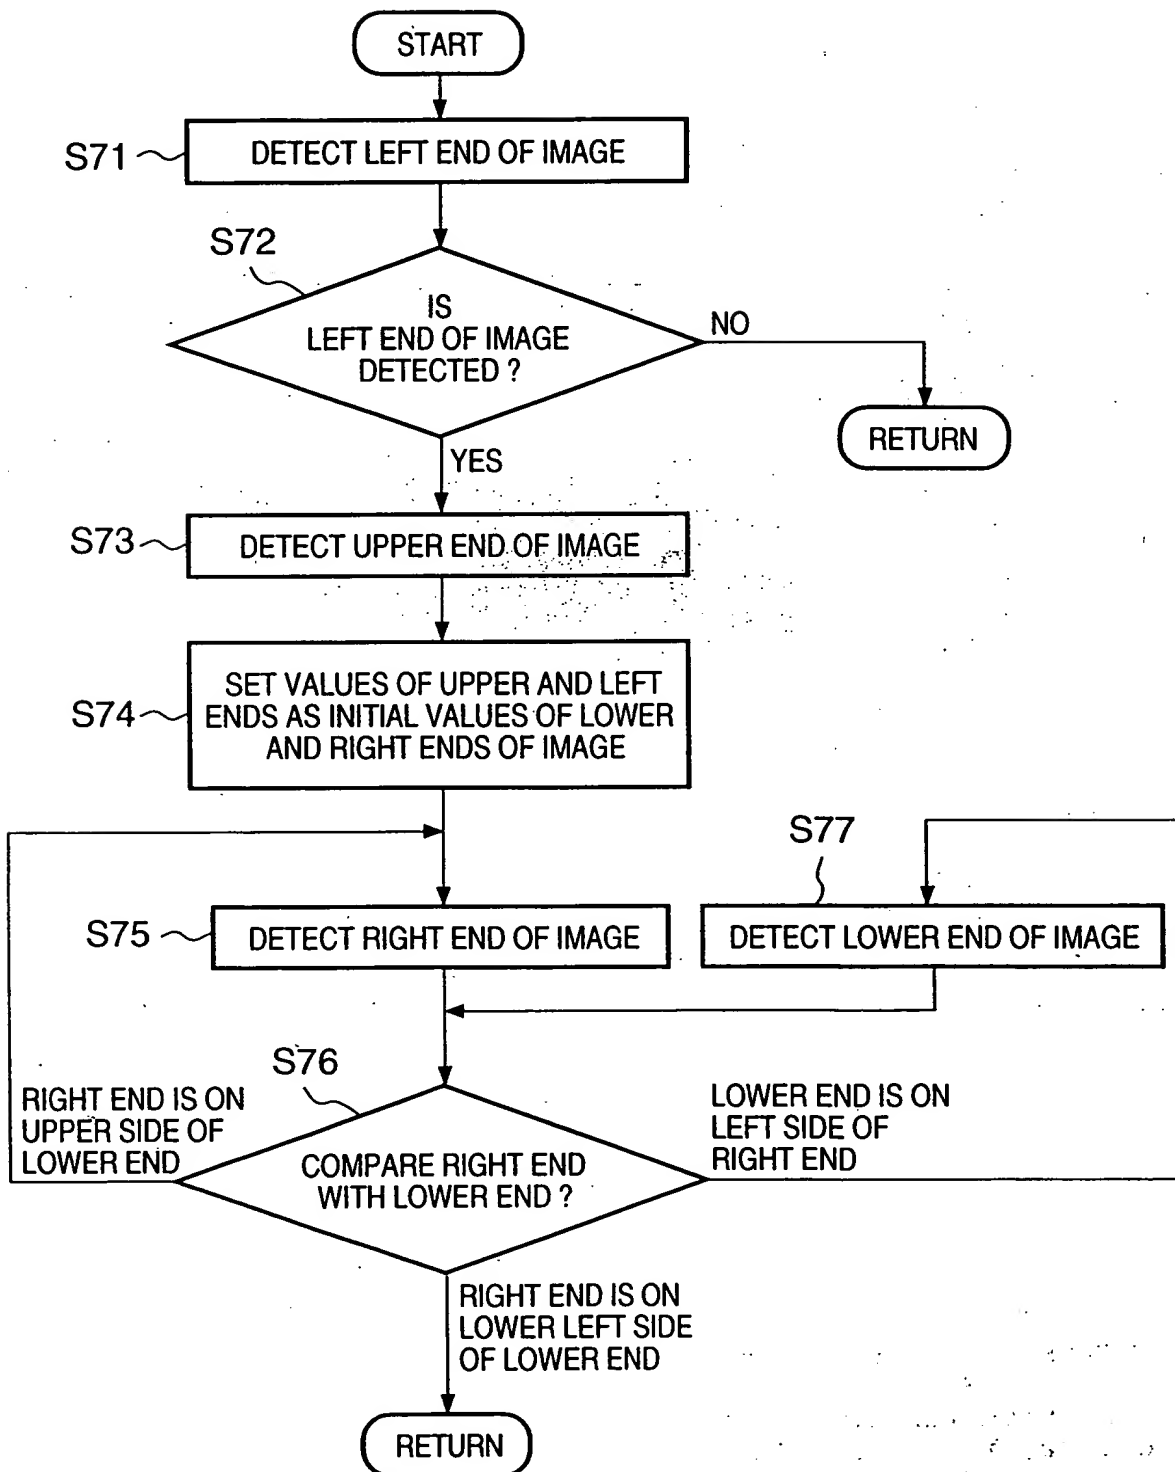 START
S71
DETECT LEFT END OF IMAGE
S72
IS
LEFT END OF IMAGE
DETECTED ?
NO
RETURN
YES
S73
DETECT UPPER END OF IMAGE
S74
SET VALUES OF UPPER AND LEFT
ENDS AS INITIAL VALUES OF LOWER
AND RIGHT ENDS OF IMAGE
S75
DETECT RIGHT END OF IMAGE
S77
DETECT LOWER END OF IMAGE
S76
COMPARE RIGHT END
WITH LOWER END ?
RIGHT END IS ON
UPPER SIDE OF
LOWER END
LOWER END IS ON
LEFT SIDE OF
RIGHT END
RIGHT END IS ON
LOWER LEFT SIDE
OF LOWER END
RETURN